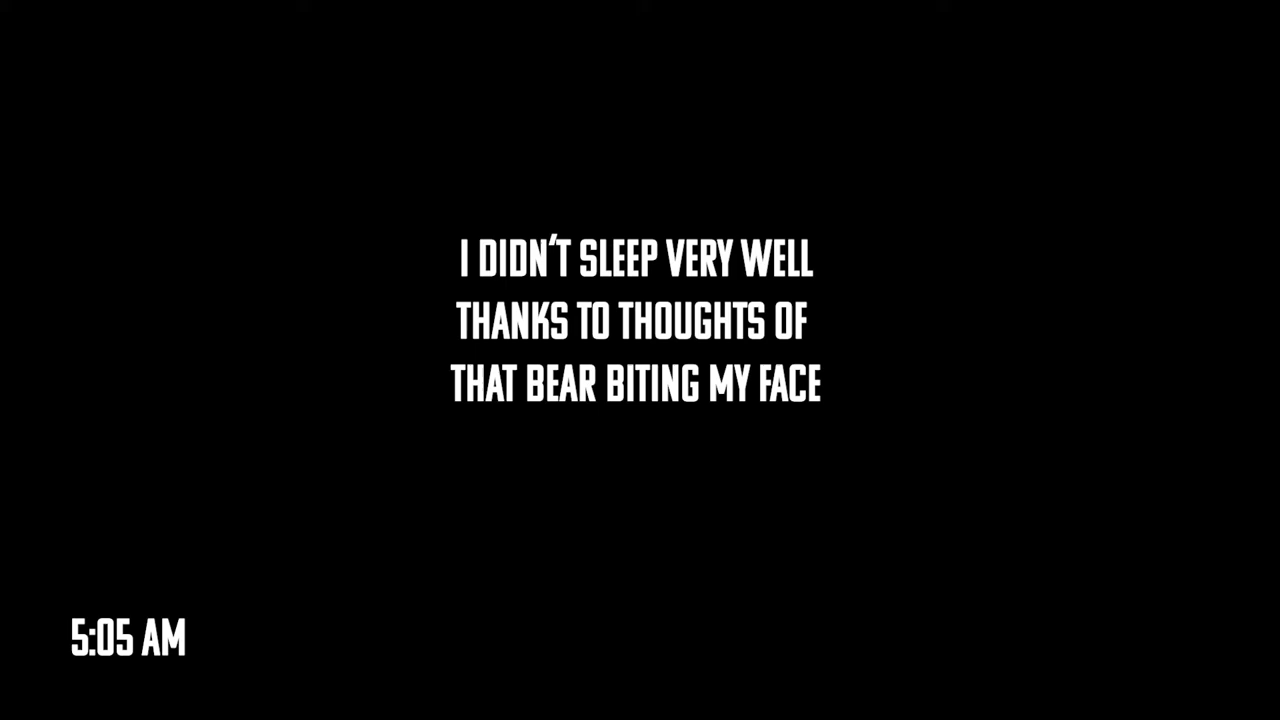 I DIDN'T SLEEP VERY WELL
THANKS TO THOUGHTS OF
THAT BEAR BITING MY FACE
5:05 AM